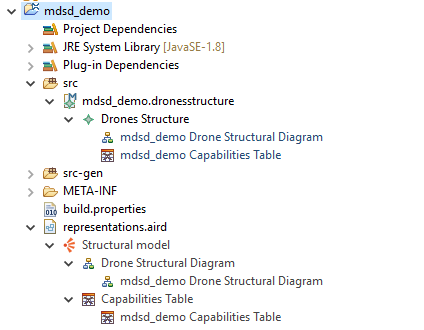 mdsd_demo
Project Dependencies
JRE System Library [JavaSE-1.8]
Plug-in Dependencies
src
mdsd_demo.dronesstructure
Drones Structure
mdsd_demo Drone Structural Diagram
mdsd_demo Capabilities Table
src-gen
META-INF
010 build.properties
representations.aird
Structural model
Drone Structural Diagram
mdsd_demo Drone Structural Diagram
Capabilities Table
mdsd_demo Capabilities Table